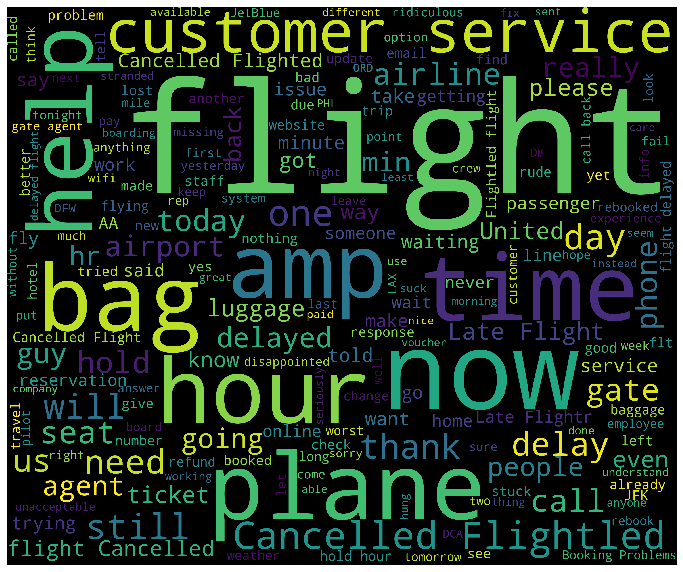 problem available different ridiculous fix sent
called think JetBlue option
customer service
tell update email find look
say next stranded ORD
Cancelled Flighted airline really
help flight
bad another lost mile due PHI
issue take getting please
tonight pay trip
gate agent boarding missing website back point call back care
anything minute crew Flightled flight DM info fail
better delayed flight wifi first yesterday least rude yet
work got min
made staff night passenger rebooked
DFW flying rep keep system leave experience
AA new today one way United day
much nothing someone waiting flight delayed seem
without fly hr airport line hope instead phone
hotel tried said yes use LAX never customer
great suck morning
put bag amp time
luggage last wait nice
Cancelled Flight paid response make voucher Late Flight good week flt
guy hold delayed know told now gate
disappointed service
reservation hour change well go baggage
company answer seriously want home Late Flightr employee
travel pilot give will board online worst check thank done left
us right seat number going booked long sure delay even
need refund sorry people understand
working let come able stuck already JFK
agent ticket plane hung two thing call anyone
unacceptable trying still DCA rebook
flight Cancelled weather Cancelled Flightled
hold hour tomorrow see Booking Problems